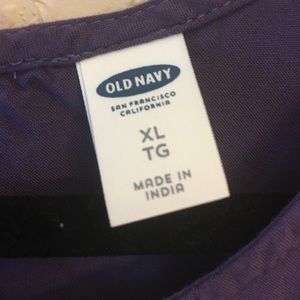 OLD NAVY
SAN FRANCISCO
CALIFORNIA
XL
TG
MADE IN
INDIA